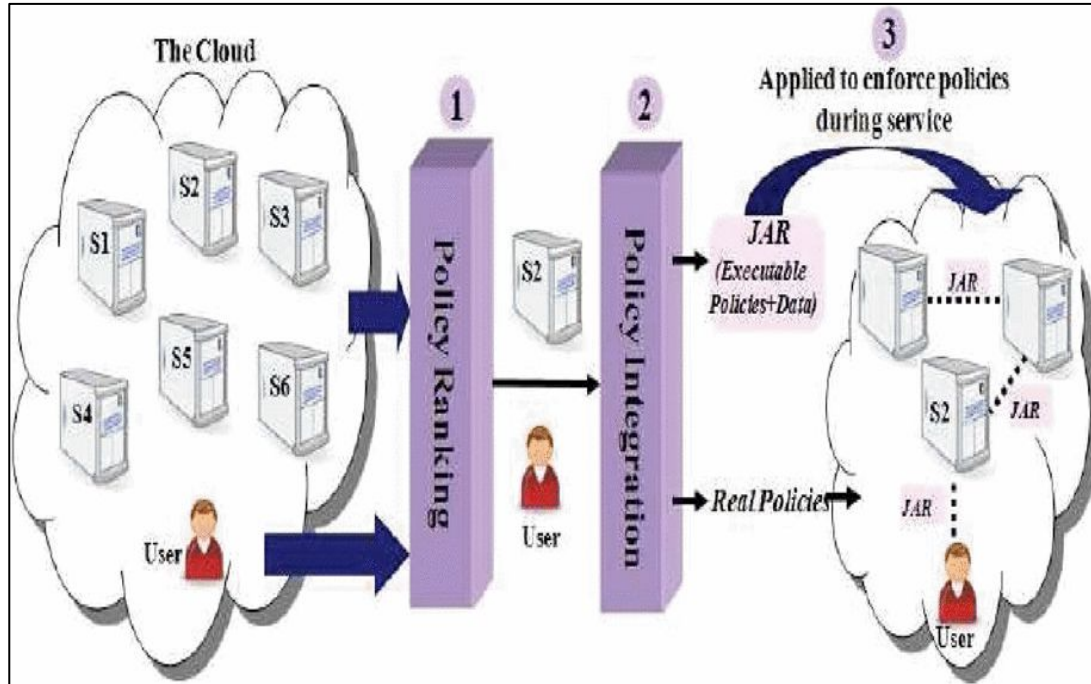 The Cloud
S1
S2
S3
S4
S5
S6
User
1
Policy Ranking
S2
User
2
Policy Integration
3
Applied to enforce policies
during service
JAR
(Executable
Policies+Data)
Real Policies
JAR
JAR
S2
JAR
User